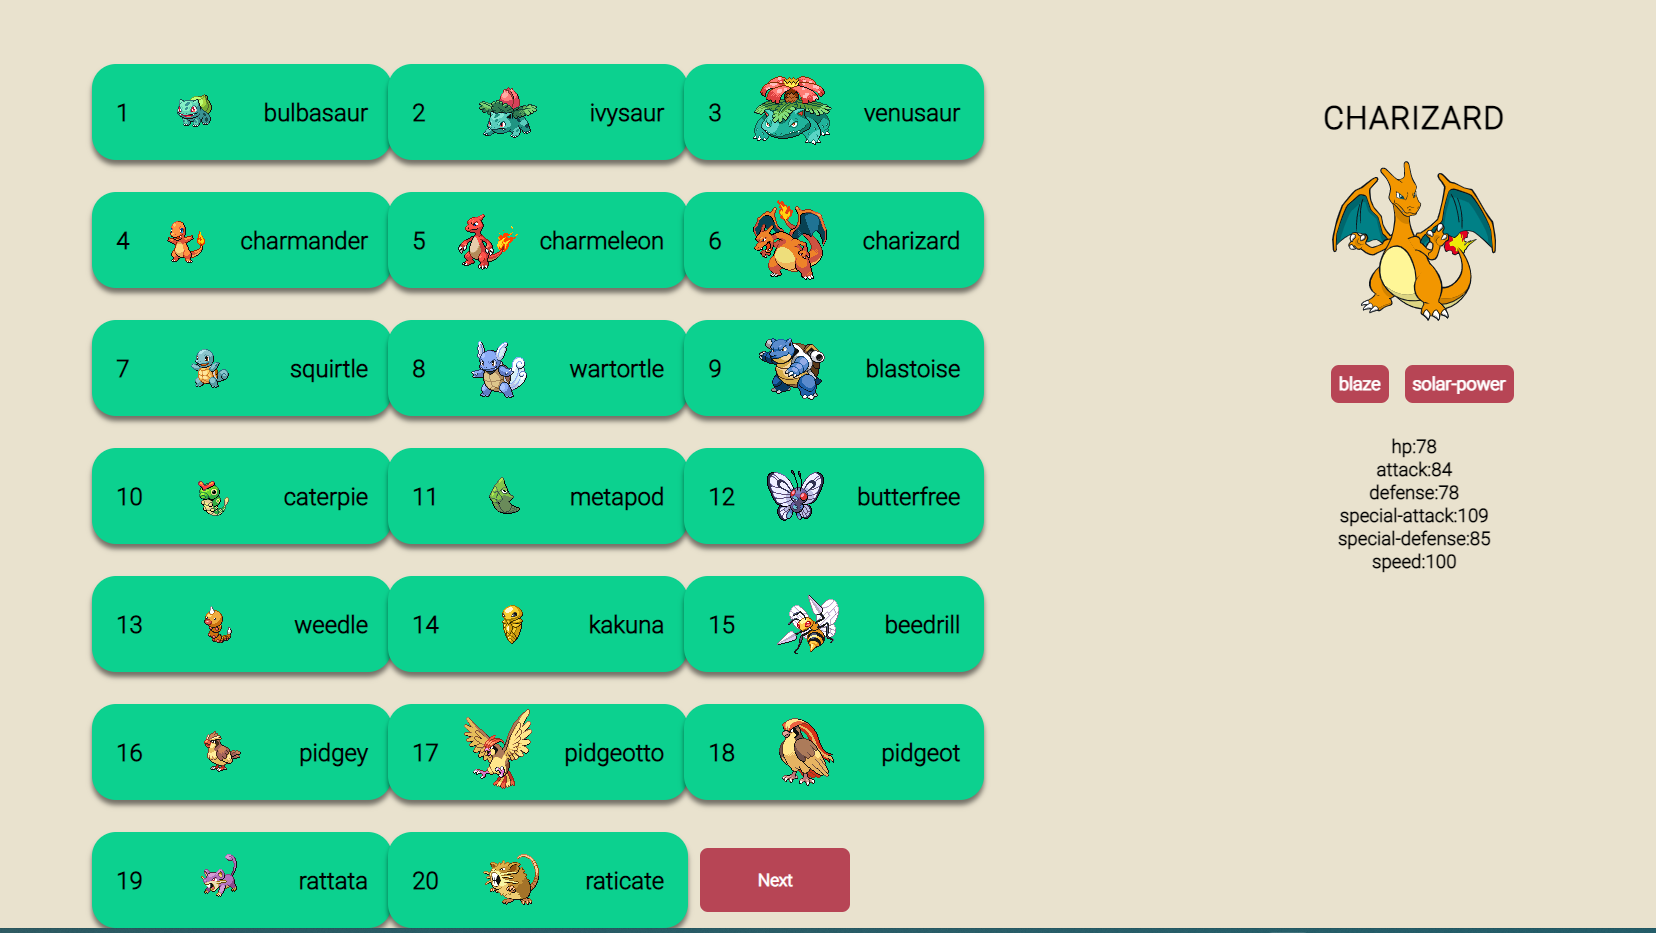 1 bulbasaur
2 ivysaur
3 venusaur
4 charmander
5 charmeleon
6 charizard
7 squirtle
8 wartortle
9 blastoise
10 caterpie
11 metapod
12 butterfree
13 weedle
14 kakuna
15 beedrill
16 pidgey
17 pidgeotto
18 pidgeot
19 rattata
20 raticate
Next
CHARIZARD
blaze solar-power
hp:78
attack:84
defense:78
special-attack:109
special-defense:85
speed:100